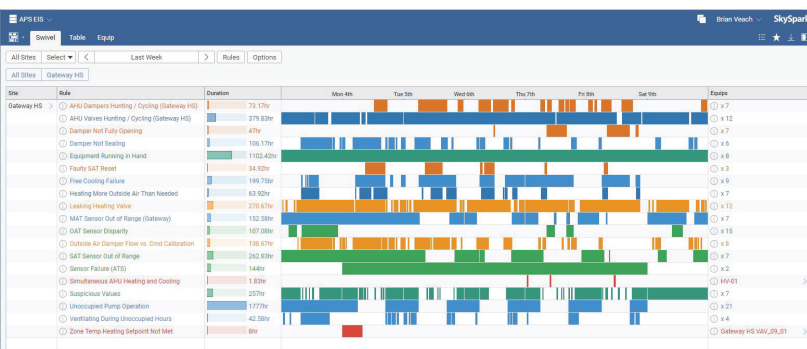 APS EIS
Brian Veach
SkySpark
Swivel Table Equip
All Sites Select Last Week Rules Options
All Sites Gateway HS
Site Rule Duration Mon 4th Tue 5th Wed 6th Thu 7th Fri 8th Sat 9th Equips
Gateway HS AHU Dampers Hunting / Cycling (Gateway HS) 73.17hr x 7
AHU Valves Hunting / Cycling (Gateway HS) 379.83hr x 12
Damper Not Fully Opening 47hr x 7
Damper Not Sealing 106.17hr x 6
Equipment Running in Hand 1102.42hr x 8
Faulty SAT Reset 34.92hr x 3
Free Cooling Failure 199.75hr x 9
Heating More Outside Air Than Needed 63.92hr x 7
Leaking Heating Valve 270.67hr x 12
MAT Sensor Out of Range (Gateway) 152.58hr x 7
OAT Sensor Disparity 107.08hr x 15
Outside Air Damper Flow vs. Cmd Calibration 138.67hr x 8
SAT Sensor Out of Range 262.83hr x 7
Sensor Failure (ATS) 144hr x 2
Simultaneous AHU Heating and Cooling 1.83hr HV-01
Suspicious Values 257hr x 7
Unoccupied Pump Operation 1777hr x 21
Ventilating During Unoccupied Hours 42.58hr x 4
Zone Temp Heating Setpoint Not Met 8hr Gateway HS VAV_09_01